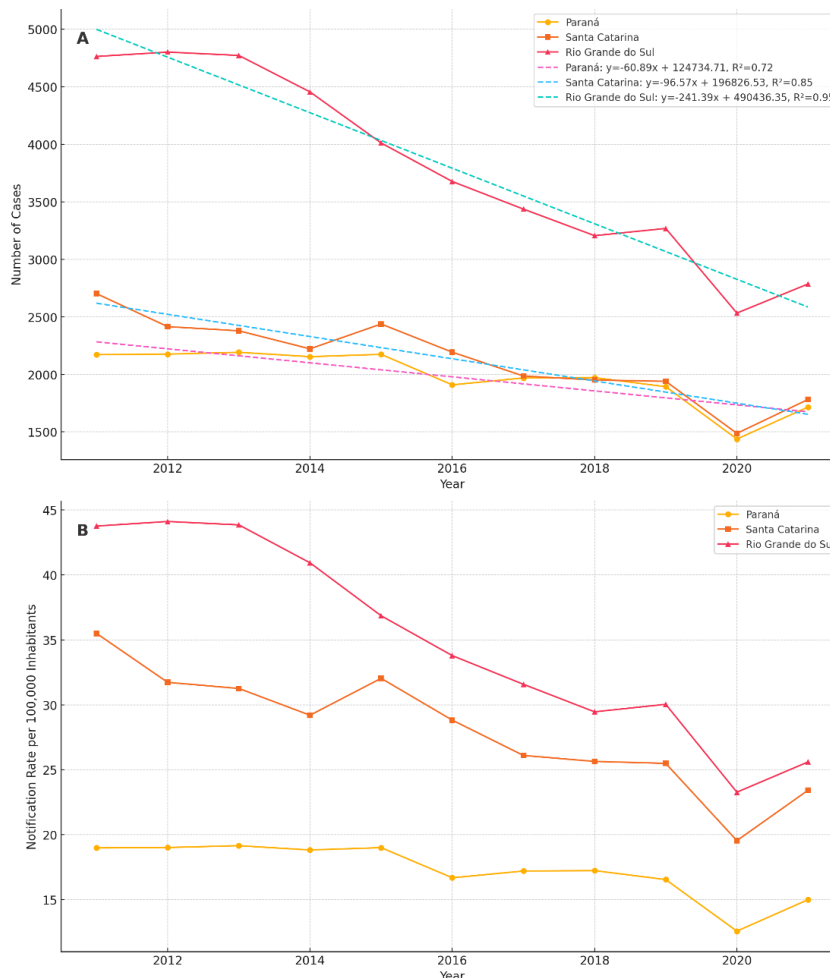 A
Paraná
Santa Catarina
Rio Grande do Sul
Paraná: y=-60.89x + 124734.71, R²=0.72
Santa Catarina: y=-96.57x + 196826.53, R²=0.85
Rio Grande do Sul: y=-241.39x + 490436.35, R²=0.95
5000
4500
4000
3500
3000
2500
2000
1500
Number of Cases
2012 2014 2016 2018 2020
Year
B
Paraná
Santa Catarina
Rio Grande do Sul
45
40
35
30
25
20
15
Notification Rate per 100,000 Inhabitants
2012 2014 2016 2018 2020
Year